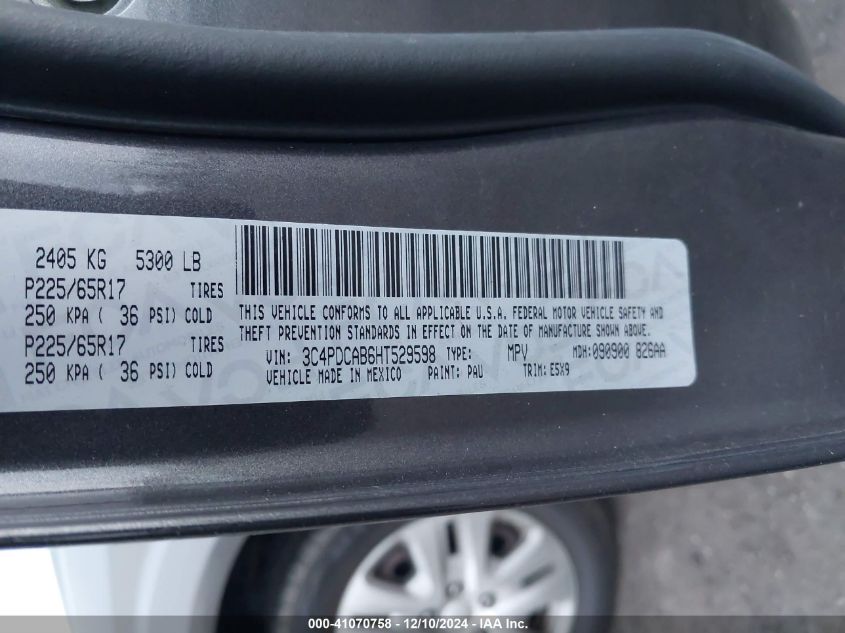 2405 KG 5300 LB
P225/65R17 TIRES
250 KPA ( 36 PSI) COLD
P225/65R17 TIRES
250 KPA ( 36 PSI) COLD
THIS VEHICLE CONFORMS TO ALL APPLICABLE U.S.A. FEDERAL MOTOR VEHICLE SAFETY AND
THEFT PREVENTION STANDARDS IN EFFECT ON THE DATE OF MANUFACTURE SHOWN ABOVE.
VIN: 3C4PDCAB6HT529598 TYPE: MPV MDH:090900 826AA
VEHICLE MADE IN MEXICO PAINT: PAU TRIM: E5X9
000-41070758 - 12/10/2024 - IAA Inc.